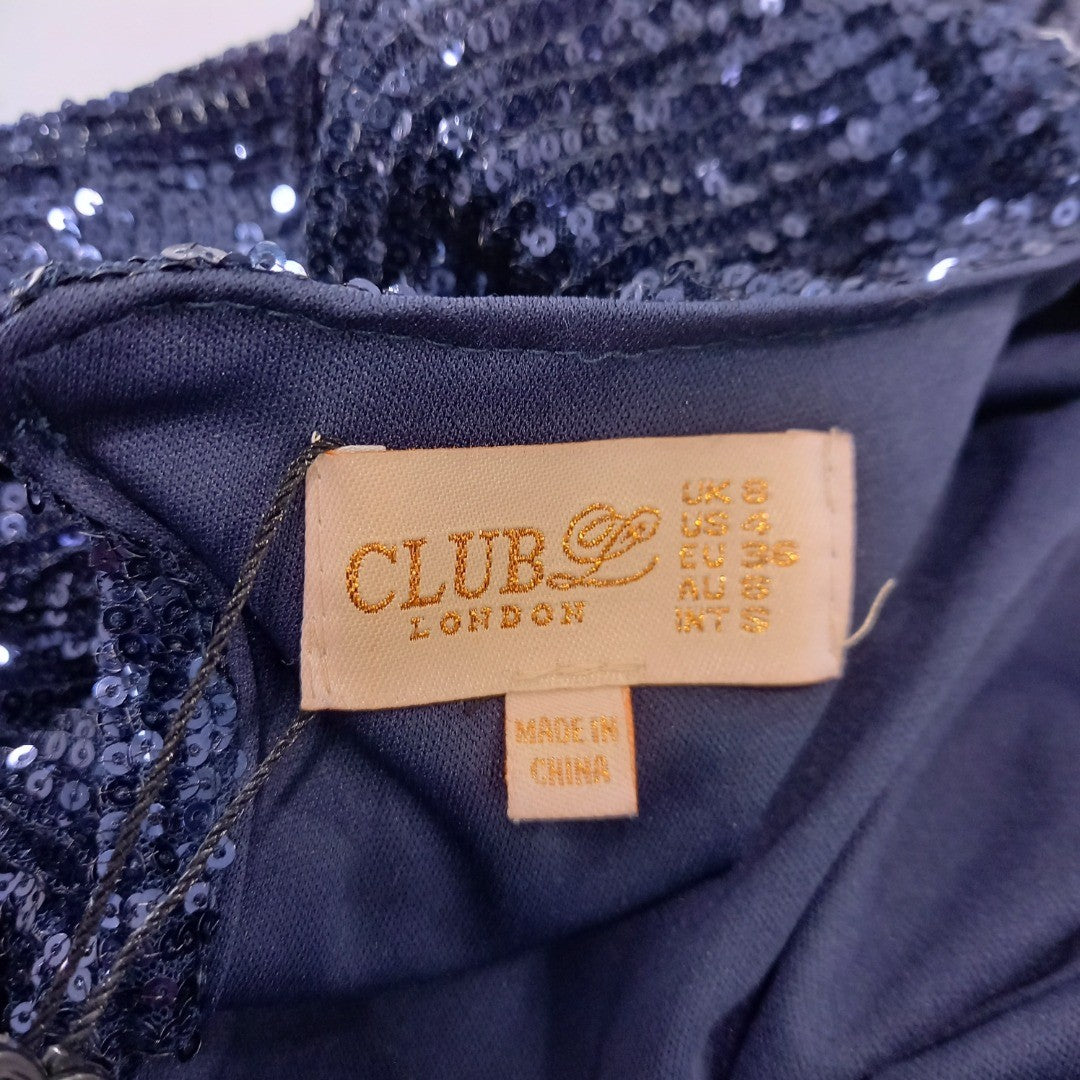 CLUB L
LONDON
UK 8
US 4
EU 36
AU 8
INT S
MADE IN
CHINA